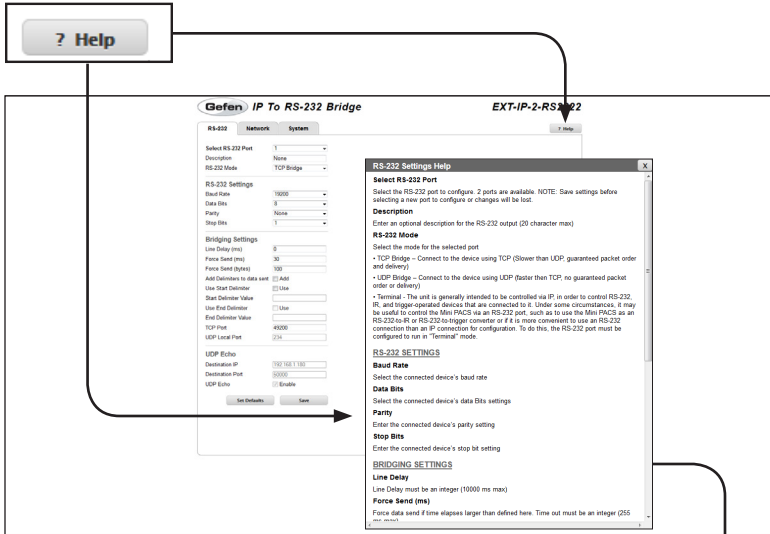 ? Help
Gefen IP To RS-232 Bridge
RS-232 Network System
? Help
Select RS-232 Port 1
Description None
RS-232 Mode TCP Bridge
RS-232 Settings
Baud Rate 19200
Data Bits 8
Parity None
Stop Bits 1
Bridging Settings
Line Delay (ms) 0
Force Send (ms) 30
Force Send (bytes) 100
Add Delimiters to data sent Add
Use Start Delimiter Use
Start Delimiter Value
Use End Delimiter Use
End Delimiter Value
TCP Port 49200
UDP Local Port 234
UDP Echo
Destination IP 192.168.1.180
Destination Port 50000
UDP Echo Enable
Set Defaults Save
RS-232 Settings Help X
Select RS-232 Port
Select the RS-232 port to configure. 2 ports are available. NOTE: Save settings before
selecting a new port to configure or changes will be lost.
Description
Enter an optional description for the RS-232 output (20 character max)
RS-232 Mode
Select the mode for the selected port
• TCP Bridge – Connect to the device using TCP (Slower than UDP, guaranteed packet order
and delivery)
• UDP Bridge – Connect to the device using UDP (faster then TCP, no guaranteed packet
order or delivery)
• Terminal - The unit is generally intended to be controlled via IP, in order to control RS-232,
IR, and trigger-operated devices that are connected to it. Under some circumstances, it may
be useful to control the Mini PACS via an RS-232 port, such as to use the Mini PACS as an
RS-232-to-IR or RS-232-to-trigger converter or if it is more convenient to use an RS-232
connection than an IP connection for configuration. To do this, the RS-232 port must be
configured to run in "Terminal" mode.
RS-232 SETTINGS
Baud Rate
Select the connected device's baud rate
Data Bits
Select the connected device's data Bits settings
Parity
Enter the connected device's parity setting
Stop Bits
Enter the connected device's stop bit setting
BRIDGING SETTINGS
Line Delay
Line Delay must be an integer (10000 ms max)
Force Send (ms)
Force data send if time elapses larger than defined here. Time out must be an integer (255
ms max)